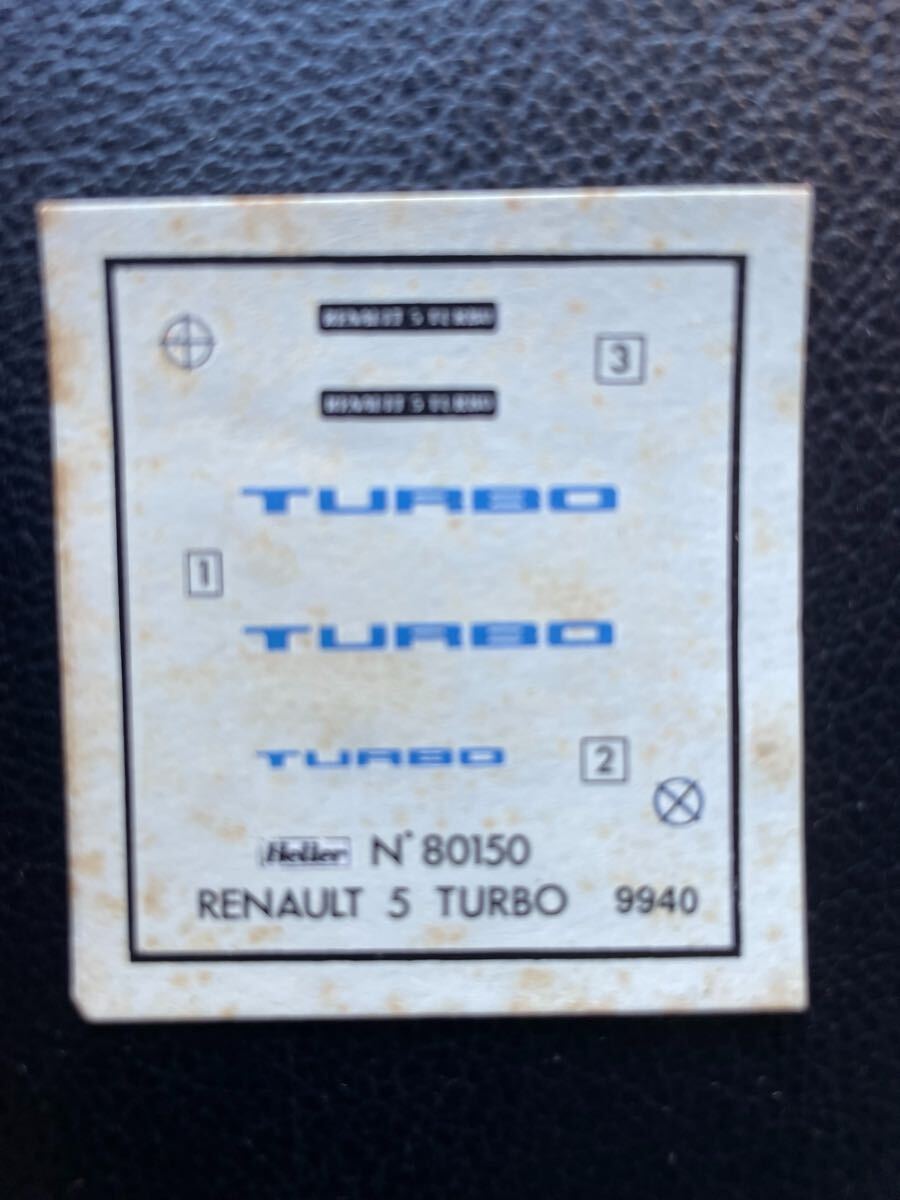 RENAULT 5 TURBO
3
RENAULT 5 TURBO
TURBO
1
TURBO
TURBO 2
Heller N° 80150
RENAULT 5 TURBO 9940